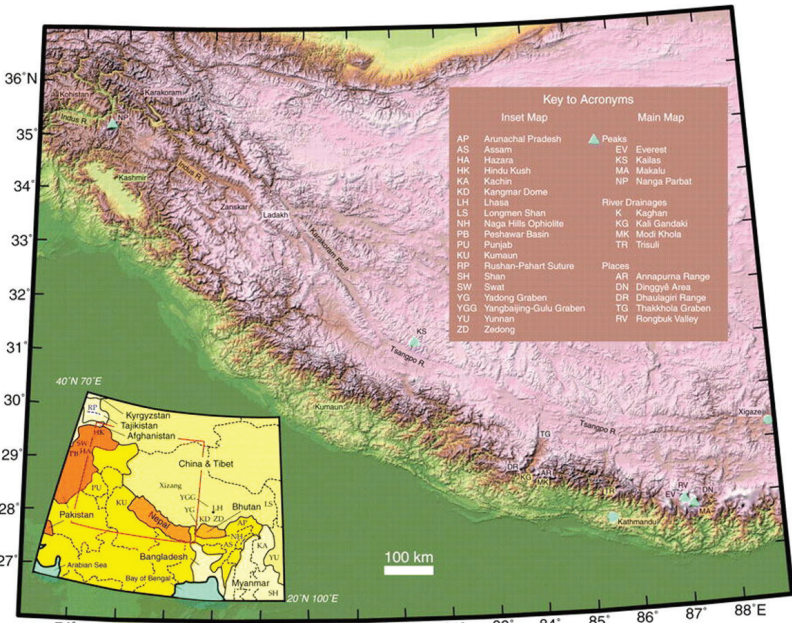 36°N
35°
34°
33°
32°
31°
30°
29°
28°
27°
Kohistan
Karakoram
Indus R.
NP
Kashmir
Indus R.
Zanskar
Ladakh
Karakoram Fault
KS
Tsangpo R.
Kumaun
Tsangpo R.
Xigaze
TG
DR
KG
AR
MK
TR
Kathmandu
RV
EV
DN
MA
Key to Acronyms
Inset Map
AP Arunachal Pradesh
AS Assam
HA Hazara
HK Hindu Kush
KA Kachin
KD Kangmar Dome
LH Lhasa
LS Longmen Shan
NH Naga Hills Ophiolite
PB Peshawar Basin
PU Punjab
KU Kumaun
RP Rushan-Pshart Suture
SH Shan
SW Swat
YG Yadong Graben
YGG Yangbaijing-Gulu Graben
YU Yunnan
ZD Zedong
Main Map
Peaks
EV Everest
KS Kailas
MA Makalu
NP Nanga Parbat
River Drainages
K Kaghan
KG Kali Gandaki
MK Modi Khola
TR Trisuli
Places
AR Annapurna Range
DN Dinggyê Area
DR Dhaulagiri Range
TG Thakkhola Graben
RV Rongbuk Valley
40°N 70°E
RP
Kyrgyzstan
Tajikistan
Afghanistan
HK
SW
PB
HA
China & Tibet
PU
Xizang
YGG
KU
YG
LH
LS
KD
ZD
Bhutan
Nepal
AP
Pakistan
NH
AS
KA
Bangladesh
YU
Arabian Sea
Bay of Bengal
Myanmar
SH
20°N 100°E
100 km
84°
85°
86°
87°
88°E